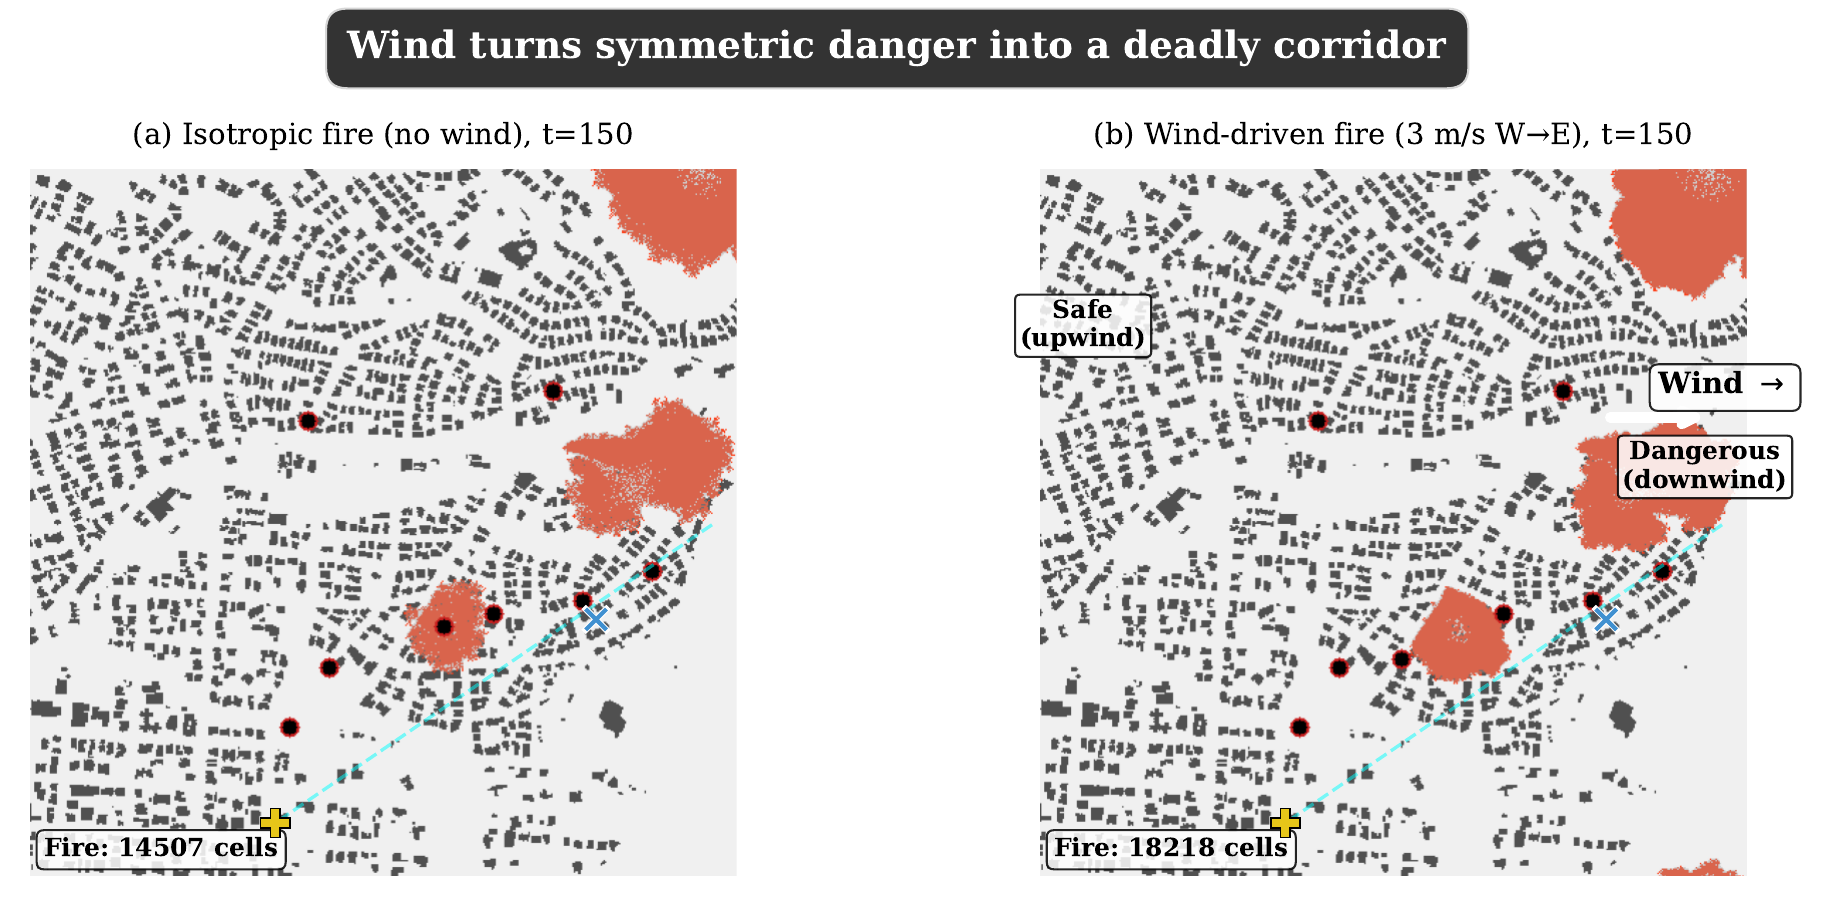 Wind turns symmetric danger into a deadly corridor
(a) Isotropic fire (no wind), t=150
(b) Wind-driven fire (3 m/s W→E), t=150
Safe
(upwind)
Wind →
Dangerous
(downwind)
Fire: 14507 cells
Fire: 18218 cells